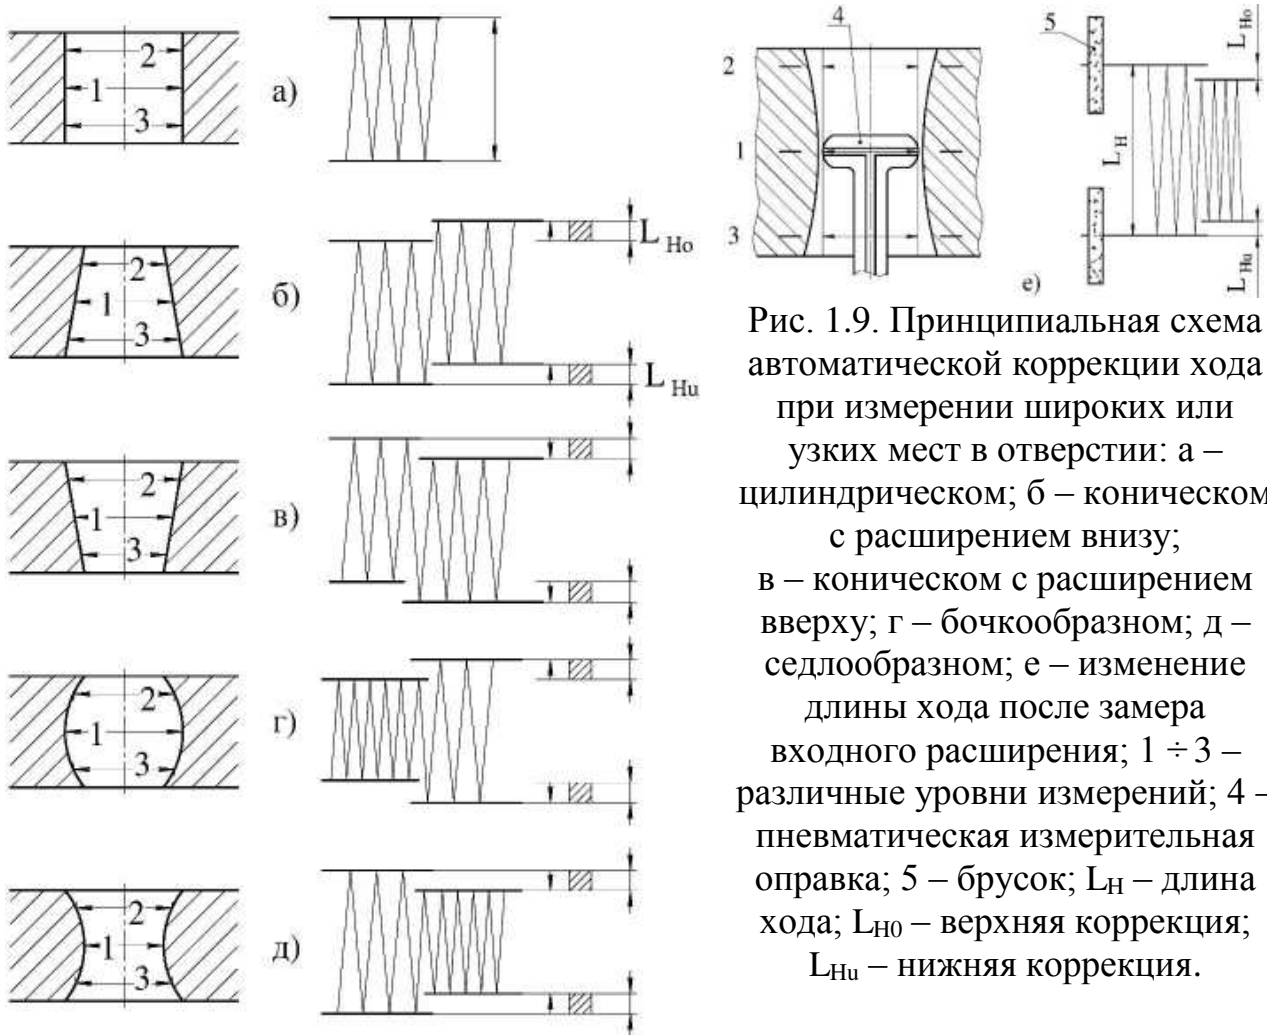 2
1
3
а)
2
1
3
б)
L Ho
L Hu
2
1
3
в)
2
1
3
г)
2
1
3
д)
4
2
1
3
5
L Ho
L H
L Hu
е)
Рис. 1.9. Принципиальная схема
автоматической коррекции хода
при измерении широких или
узких мест в отверстии: а –
цилиндрическом; б – коническом
с расширением внизу;
в – коническом с расширением
вверху; г – бочкообразном; д –
седлообразном; е – изменение
длины хода после замера
входного расширения; 1 ÷ 3 –
различные уровни измерений; 4 –
пневматическая измерительная
оправка; 5 – брусок; LH – длина
хода; LH0 – верхняя коррекция;
LHu – нижняя коррекция.